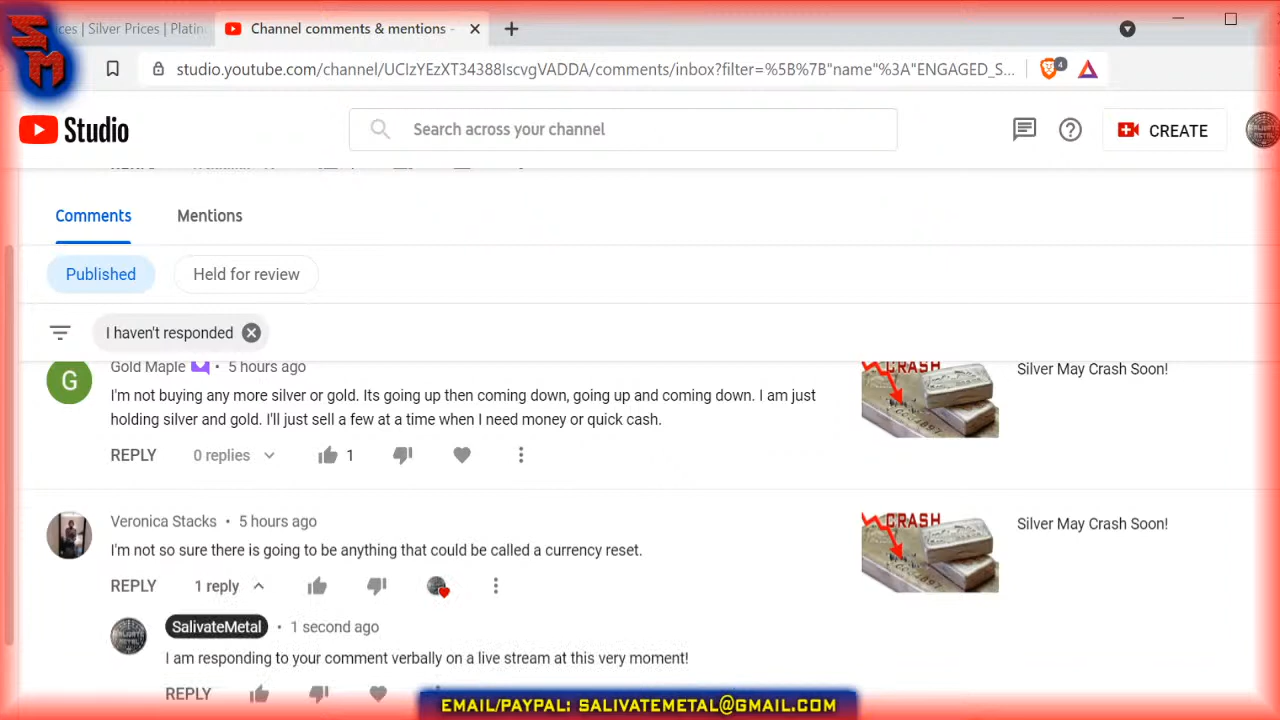 SM
ices | Silver Prices | Platin
Channel comments & mentions -
studio.youtube.com/channel/UCIzYEzXT34388IscvgVADDA/comments/inbox?filter=%5B%7B"name"%3A"ENGAGED_S...
4
Studio
Search across your channel
CREATE
Comments
Mentions
Published
Held for review
I haven't responded
Gold Maple • 5 hours ago
G
I'm not buying any more silver or gold. Its going up then coming down, going up and coming down. I am just
holding silver and gold. I'll just sell a few at a time when I need money or quick cash.
REPLY 0 replies 1
CRASH
Silver May Crash Soon!
Veronica Stacks • 5 hours ago
I'm not so sure there is going to be anything that could be called a currency reset.
REPLY 1 reply
CRASH
Silver May Crash Soon!
SalivateMetal • 1 second ago
I am responding to your comment verbally on a live stream at this very moment!
REPLY
EMAIL/PAYPAL: SALIVATEMETAL@GMAIL.COM